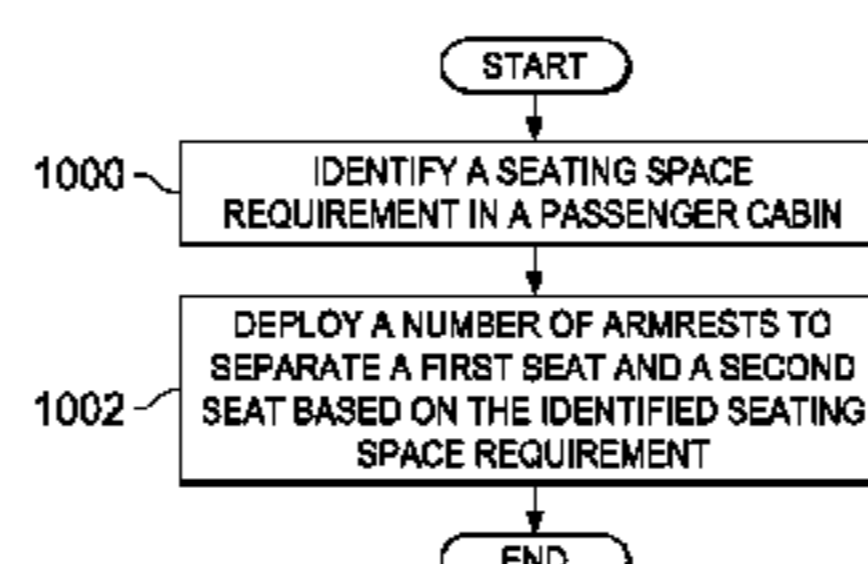 START
1000
IDENTIFY A SEATING SPACE
REQUIREMENT IN A PASSENGER CABIN
DEPLOY A NUMBER OF ARMRESTS TO
SEPARATE A FIRST SEAT AND A SECOND
1002
SEAT BASED ON THE IDENTIFIED SEATING
SPACE REQUIREMENT
END